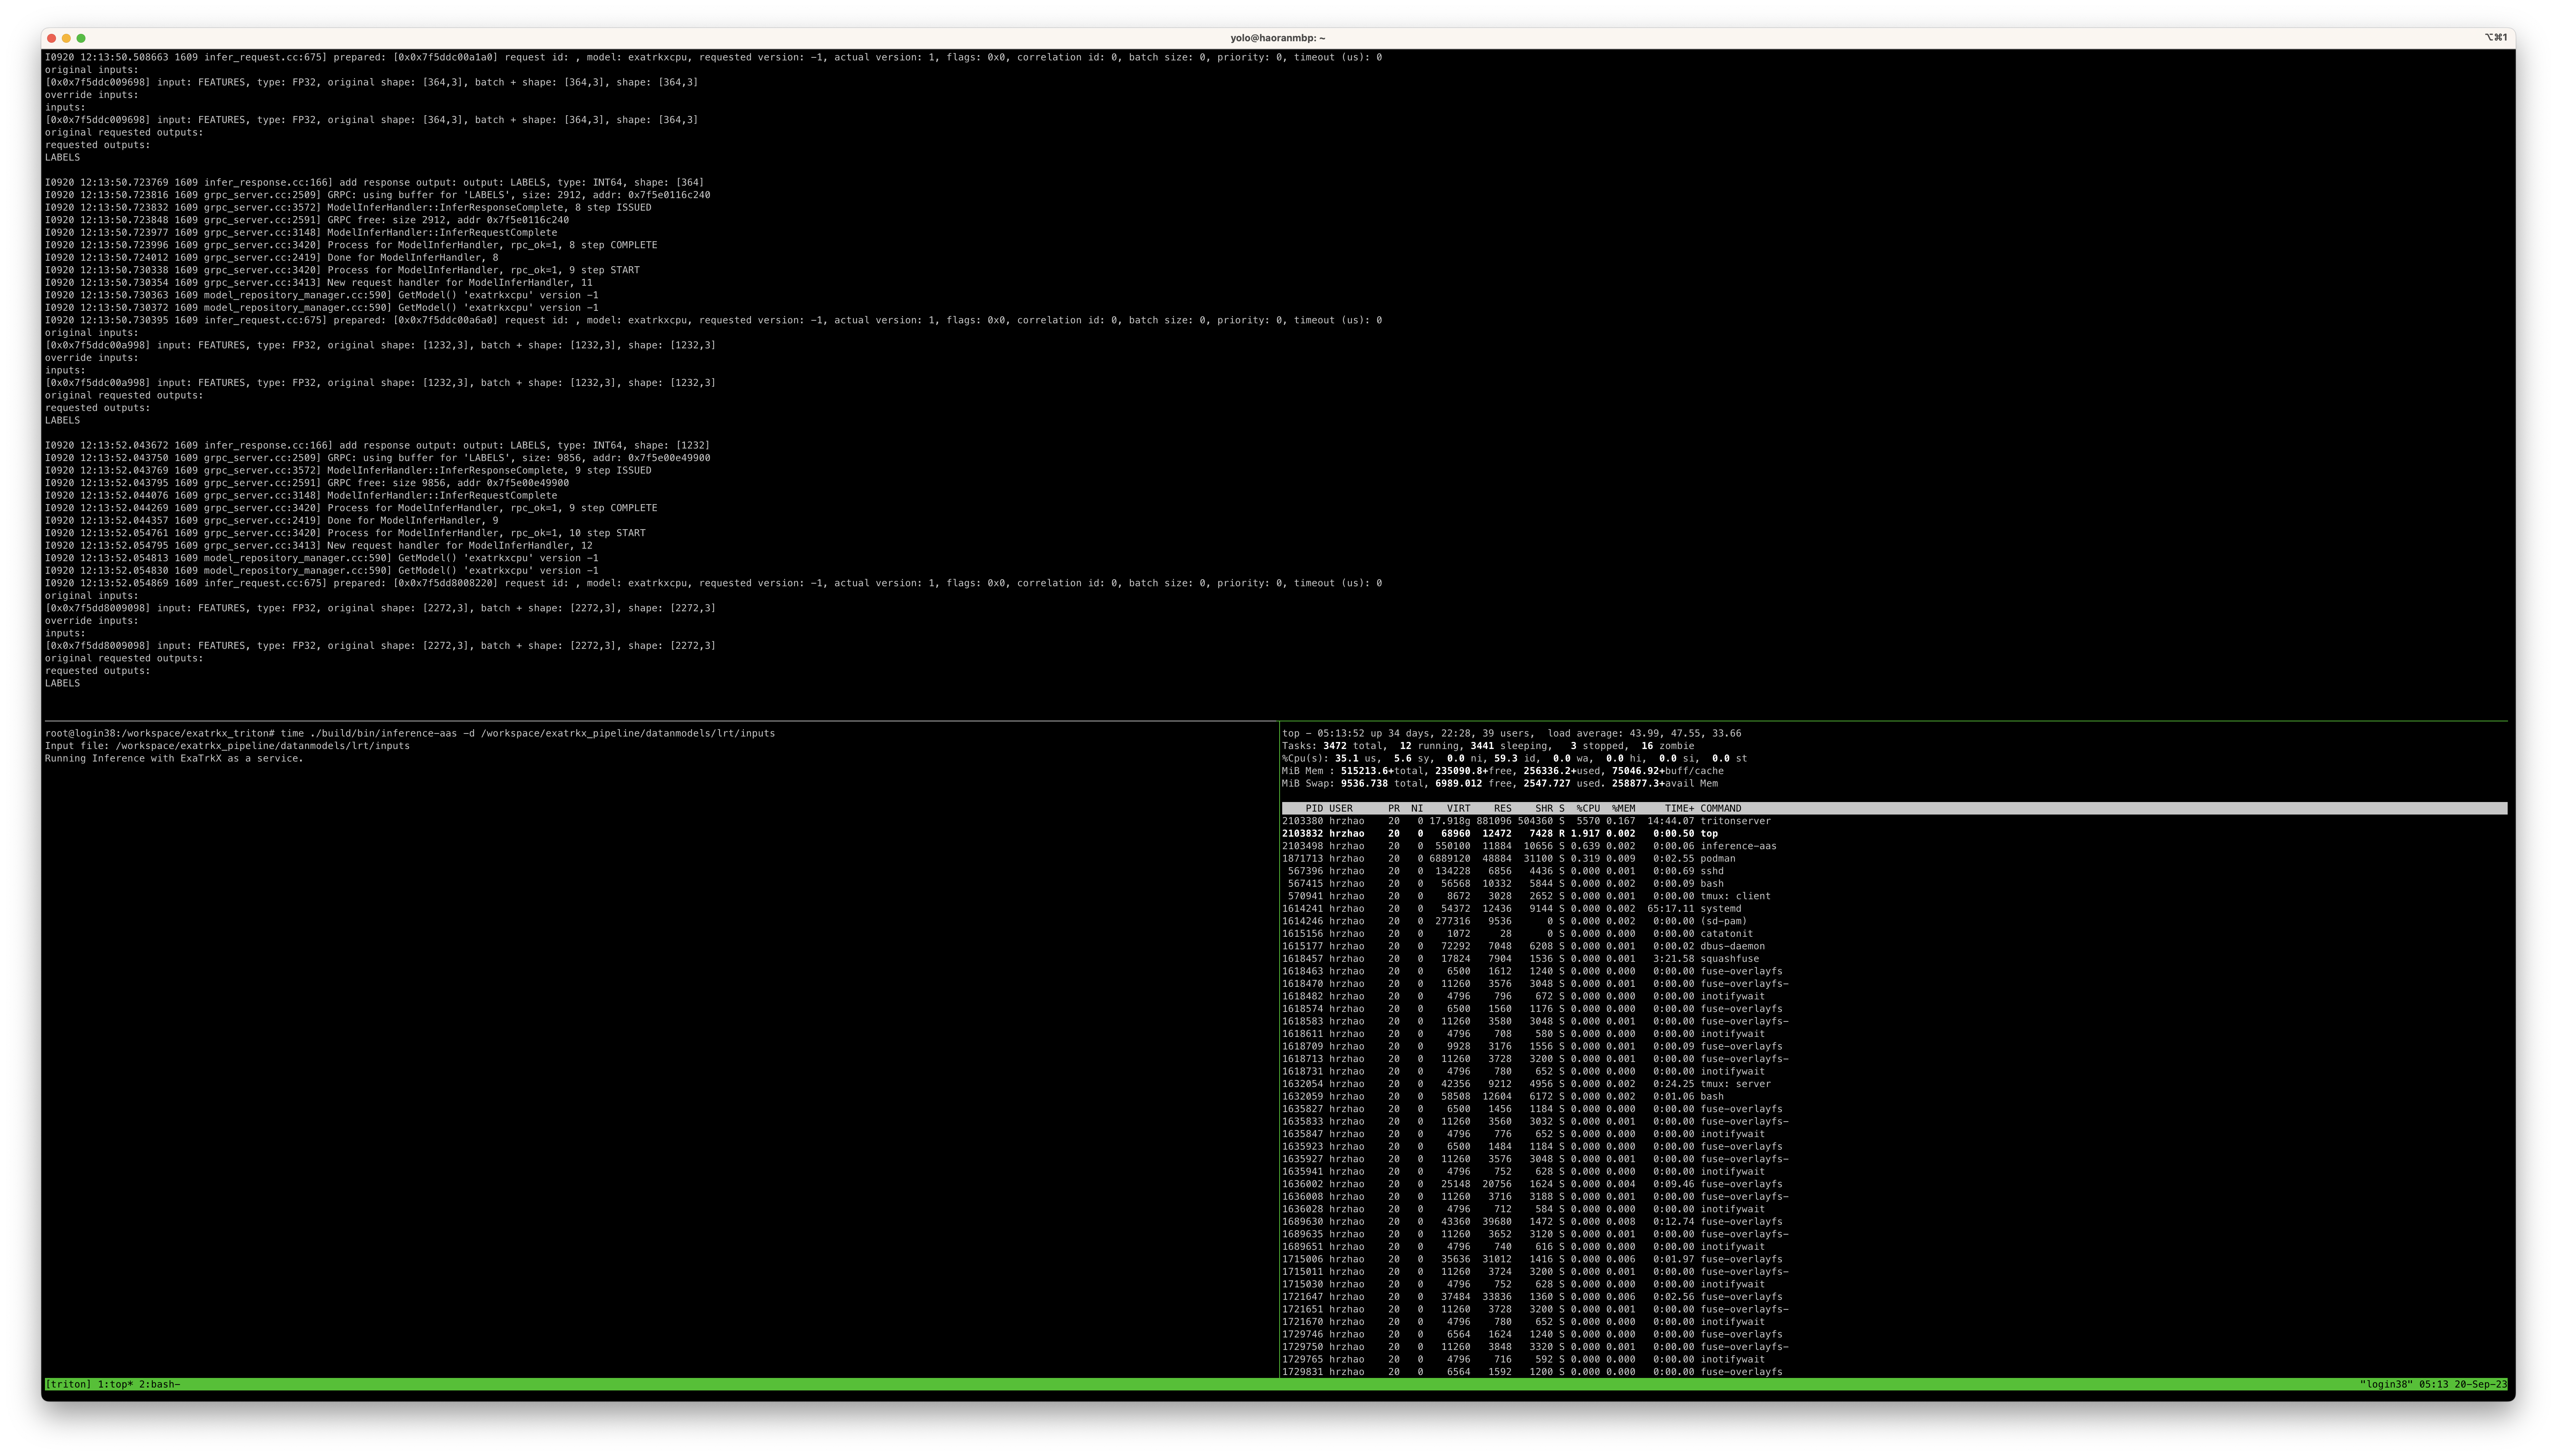 yolo@haoranmbp: ~
⌥⌘1
I0920 12:13:50.508663 1609 infer_request.cc:675] prepared: [0x0x7f5ddc00a1a0] request id: , model: exatrkxcpu, requested version: -1, actual version: 1, flags: 0x0, correlation id: 0, batch size: 0, priority: 0, timeout (us): 0
original inputs:
[0x0x7f5ddc009698] input: FEATURES, type: FP32, original shape: [364,3], batch + shape: [364,3], shape: [364,3]
override inputs:
inputs:
[0x0x7f5ddc009698] input: FEATURES, type: FP32, original shape: [364,3], batch + shape: [364,3], shape: [364,3]
original requested outputs:
requested outputs:
LABELS
I0920 12:13:50.723769 1609 infer_response.cc:166] add response output: output: LABELS, type: INT64, shape: [364]
I0920 12:13:50.723816 1609 grpc_server.cc:2509] GRPC: using buffer for 'LABELS', size: 2912, addr: 0x7f5e0116c240
I0920 12:13:50.723832 1609 grpc_server.cc:3572] ModelInferHandler::InferResponseComplete, 8 step ISSUED
I0920 12:13:50.723848 1609 grpc_server.cc:2591] GRPC free: size 2912, addr 0x7f5e0116c240
I0920 12:13:50.723977 1609 grpc_server.cc:3148] ModelInferHandler::InferRequestComplete
I0920 12:13:50.723996 1609 grpc_server.cc:3420] Process for ModelInferHandler, rpc_ok=1, 8 step COMPLETE
I0920 12:13:50.724012 1609 grpc_server.cc:2419] Done for ModelInferHandler, 8
I0920 12:13:50.730338 1609 grpc_server.cc:3420] Process for ModelInferHandler, rpc_ok=1, 9 step START
I0920 12:13:50.730354 1609 grpc_server.cc:3413] New request handler for ModelInferHandler, 11
I0920 12:13:50.730363 1609 model_repository_manager.cc:590] GetModel() 'exatrkxcpu' version -1
I0920 12:13:50.730372 1609 model_repository_manager.cc:590] GetModel() 'exatrkxcpu' version -1
I0920 12:13:50.730395 1609 infer_request.cc:675] prepared: [0x0x7f5ddc00a6a0] request id: , model: exatrkxcpu, requested version: -1, actual version: 1, flags: 0x0, correlation id: 0, batch size: 0, priority: 0, timeout (us): 0
original inputs:
[0x0x7f5ddc00a998] input: FEATURES, type: FP32, original shape: [1232,3], batch + shape: [1232,3], shape: [1232,3]
override inputs:
inputs:
[0x0x7f5ddc00a998] input: FEATURES, type: FP32, original shape: [1232,3], batch + shape: [1232,3], shape: [1232,3]
original requested outputs:
requested outputs:
LABELS
I0920 12:13:52.043672 1609 infer_response.cc:166] add response output: output: LABELS, type: INT64, shape: [1232]
I0920 12:13:52.043750 1609 grpc_server.cc:2509] GRPC: using buffer for 'LABELS', size: 9856, addr: 0x7f5e00e49900
I0920 12:13:52.043769 1609 grpc_server.cc:3572] ModelInferHandler::InferResponseComplete, 9 step ISSUED
I0920 12:13:52.043795 1609 grpc_server.cc:2591] GRPC free: size 9856, addr 0x7f5e00e49900
I0920 12:13:52.044076 1609 grpc_server.cc:3148] ModelInferHandler::InferRequestComplete
I0920 12:13:52.044269 1609 grpc_server.cc:3420] Process for ModelInferHandler, rpc_ok=1, 9 step COMPLETE
I0920 12:13:52.044357 1609 grpc_server.cc:2419] Done for ModelInferHandler, 9
I0920 12:13:52.054761 1609 grpc_server.cc:3420] Process for ModelInferHandler, rpc_ok=1, 10 step START
I0920 12:13:52.054795 1609 grpc_server.cc:3413] New request handler for ModelInferHandler, 12
I0920 12:13:52.054813 1609 model_repository_manager.cc:590] GetModel() 'exatrkxcpu' version -1
I0920 12:13:52.054830 1609 model_repository_manager.cc:590] GetModel() 'exatrkxcpu' version -1
I0920 12:13:52.054869 1609 infer_request.cc:675] prepared: [0x0x7f5dd8008220] request id: , model: exatrkxcpu, requested version: -1, actual version: 1, flags: 0x0, correlation id: 0, batch size: 0, priority: 0, timeout (us): 0
original inputs:
[0x0x7f5dd8009098] input: FEATURES, type: FP32, original shape: [2272,3], batch + shape: [2272,3], shape: [2272,3]
override inputs:
inputs:
[0x0x7f5dd8009098] input: FEATURES, type: FP32, original shape: [2272,3], batch + shape: [2272,3], shape: [2272,3]
original requested outputs:
requested outputs:
LABELS
root@login38:/workspace/exatrkx_triton# time ./build/bin/inference-aas -d /workspace/exatrkx_pipeline/datanmodels/lrt/inputs
Input file: /workspace/exatrkx_pipeline/datanmodels/lrt/inputs
Running Inference with ExaTrkX as a service.
top - 05:13:52 up 34 days, 22:28, 39 users,  load average: 43.99, 47.55, 33.66
Tasks: 3472 total,  12 running, 3441 sleeping,   3 stopped,  16 zombie
%Cpu(s): 35.1 us,  5.6 sy,  0.0 ni, 59.3 id,  0.0 wa,  0.0 hi,  0.0 si,  0.0 st
MiB Mem : 515213.6+total, 235090.8+free, 256336.2+used, 75046.92+buff/cache
MiB Swap: 9536.738 total, 6989.012 free, 2547.727 used. 258877.3+avail Mem
PID USER PR NI VIRT RES SHR S %CPU %MEM TIME+ COMMAND
2103380 hrzhao 20 0 17.918g 881096 504360 S 5570 0.167 14:44.07 tritonserver
2103832 hrzhao 20 0 68960 12472 7428 R 1.917 0.002 0:00.50 top
2103498 hrzhao 20 0 550100 11884 10656 S 0.639 0.002 0:00.06 inference-aas
1871713 hrzhao 20 0 6889120 48884 31100 S 0.319 0.009 0:02.55 podman
567396 hrzhao 20 0 134228 6856 4436 S 0.000 0.001 0:00.69 sshd
567415 hrzhao 20 0 56568 10332 5844 S 0.000 0.002 0:00.09 bash
570941 hrzhao 20 0 8672 3028 2652 S 0.000 0.001 0:00.00 tmux: client
1614241 hrzhao 20 0 54372 12436 9144 S 0.000 0.002 65:17.11 systemd
1614246 hrzhao 20 0 277316 9536 0 S 0.000 0.002 0:00.00 (sd-pam)
1615156 hrzhao 20 0 1072 28 0 S 0.000 0.000 0:00.00 catatonit
1615177 hrzhao 20 0 72292 7048 6208 S 0.000 0.001 0:00.02 dbus-daemon
1618457 hrzhao 20 0 17824 7904 1536 S 0.000 0.001 3:21.58 squashfuse
1618463 hrzhao 20 0 6500 1612 1240 S 0.000 0.000 0:00.00 fuse-overlayfs
1618470 hrzhao 20 0 11260 3576 3048 S 0.000 0.001 0:00.00 fuse-overlayfs-
1618482 hrzhao 20 0 4796 796 672 S 0.000 0.000 0:00.00 inotifywait
1618574 hrzhao 20 0 6500 1560 1176 S 0.000 0.000 0:00.00 fuse-overlayfs
1618583 hrzhao 20 0 11260 3580 3048 S 0.000 0.001 0:00.00 fuse-overlayfs-
1618611 hrzhao 20 0 4796 708 580 S 0.000 0.000 0:00.00 inotifywait
1618709 hrzhao 20 0 9928 3176 1556 S 0.000 0.001 0:00.09 fuse-overlayfs
1618713 hrzhao 20 0 11260 3728 3200 S 0.000 0.001 0:00.00 fuse-overlayfs-
1618731 hrzhao 20 0 4796 780 652 S 0.000 0.000 0:00.00 inotifywait
1632054 hrzhao 20 0 42356 9212 4956 S 0.000 0.002 0:24.25 tmux: server
1632059 hrzhao 20 0 58508 12604 6172 S 0.000 0.002 0:01.06 bash
1635827 hrzhao 20 0 6500 1456 1184 S 0.000 0.000 0:00.00 fuse-overlayfs
1635833 hrzhao 20 0 11260 3560 3032 S 0.000 0.001 0:00.00 fuse-overlayfs-
1635847 hrzhao 20 0 4796 776 652 S 0.000 0.000 0:00.00 inotifywait
1635923 hrzhao 20 0 6500 1484 1184 S 0.000 0.000 0:00.00 fuse-overlayfs
1635927 hrzhao 20 0 11260 3576 3048 S 0.000 0.001 0:00.00 fuse-overlayfs-
1635941 hrzhao 20 0 4796 752 628 S 0.000 0.000 0:00.00 inotifywait
1636002 hrzhao 20 0 25148 20756 1624 S 0.000 0.004 0:09.46 fuse-overlayfs
1636008 hrzhao 20 0 11260 3716 3188 S 0.000 0.001 0:00.00 fuse-overlayfs-
1636028 hrzhao 20 0 4796 712 584 S 0.000 0.000 0:00.00 inotifywait
1689630 hrzhao 20 0 43360 39680 1472 S 0.000 0.008 0:12.74 fuse-overlayfs
1689635 hrzhao 20 0 11260 3652 3120 S 0.000 0.001 0:00.00 fuse-overlayfs-
1689651 hrzhao 20 0 4796 740 616 S 0.000 0.000 0:00.00 inotifywait
1715006 hrzhao 20 0 35636 31012 1416 S 0.000 0.006 0:01.97 fuse-overlayfs
1715011 hrzhao 20 0 11260 3724 3200 S 0.000 0.001 0:00.00 fuse-overlayfs-
1715030 hrzhao 20 0 4796 752 628 S 0.000 0.000 0:00.00 inotifywait
1721647 hrzhao 20 0 37484 33836 1360 S 0.000 0.006 0:02.56 fuse-overlayfs
1721651 hrzhao 20 0 11260 3728 3200 S 0.000 0.001 0:00.00 fuse-overlayfs-
1721670 hrzhao 20 0 4796 780 652 S 0.000 0.000 0:00.00 inotifywait
1729746 hrzhao 20 0 6564 1624 1240 S 0.000 0.000 0:00.00 fuse-overlayfs
1729750 hrzhao 20 0 11260 3848 3320 S 0.000 0.001 0:00.00 fuse-overlayfs-
1729765 hrzhao 20 0 4796 716 592 S 0.000 0.000 0:00.00 inotifywait
1729831 hrzhao 20 0 6564 1592 1200 S 0.000 0.000 0:00.00 fuse-overlayfs
[triton] 1:top* 2:bash-
"login38" 05:13 20-Sep-23